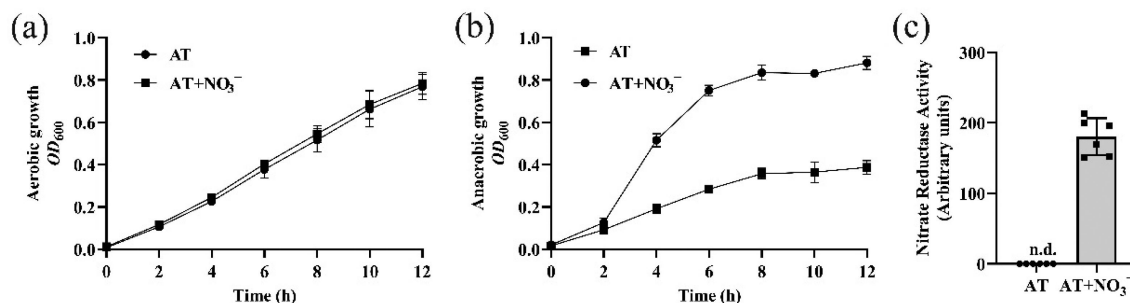 (a)
Aerobic growth
OD600
1.0
0.8
0.6
0.4
0.2
0.0
AT
AT+NO3−
0 2 4 6 8 10 12
Time (h)
(b)
Anacrobic growth
OD600
1.0
0.8
0.6
0.4
0.2
0.0
AT
AT+NO3−
0 2 4 6 8 10 12
Time (h)
(c)
Nitrate Reductase Activity
(Arbitrary units)
300
200
100
0
n.d.
AT AT+NO3−